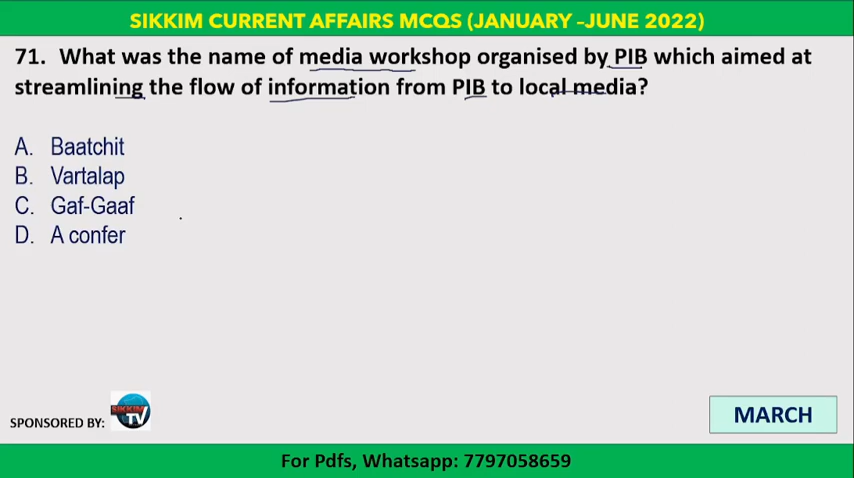 SIKKIM CURRENT AFFAIRS MCQS (JANUARY –JUNE 2022)
71. What was the name of media workshop organised by PIB which aimed at
streamlining the flow of information from PIB to local media?
A. Baatchit
B. Vartalap
C. Gaf-Gaaf
D. A confer
SPONSORED BY:
SIKKIM
TV
MARCH
For Pdfs, Whatsapp: 7797058659